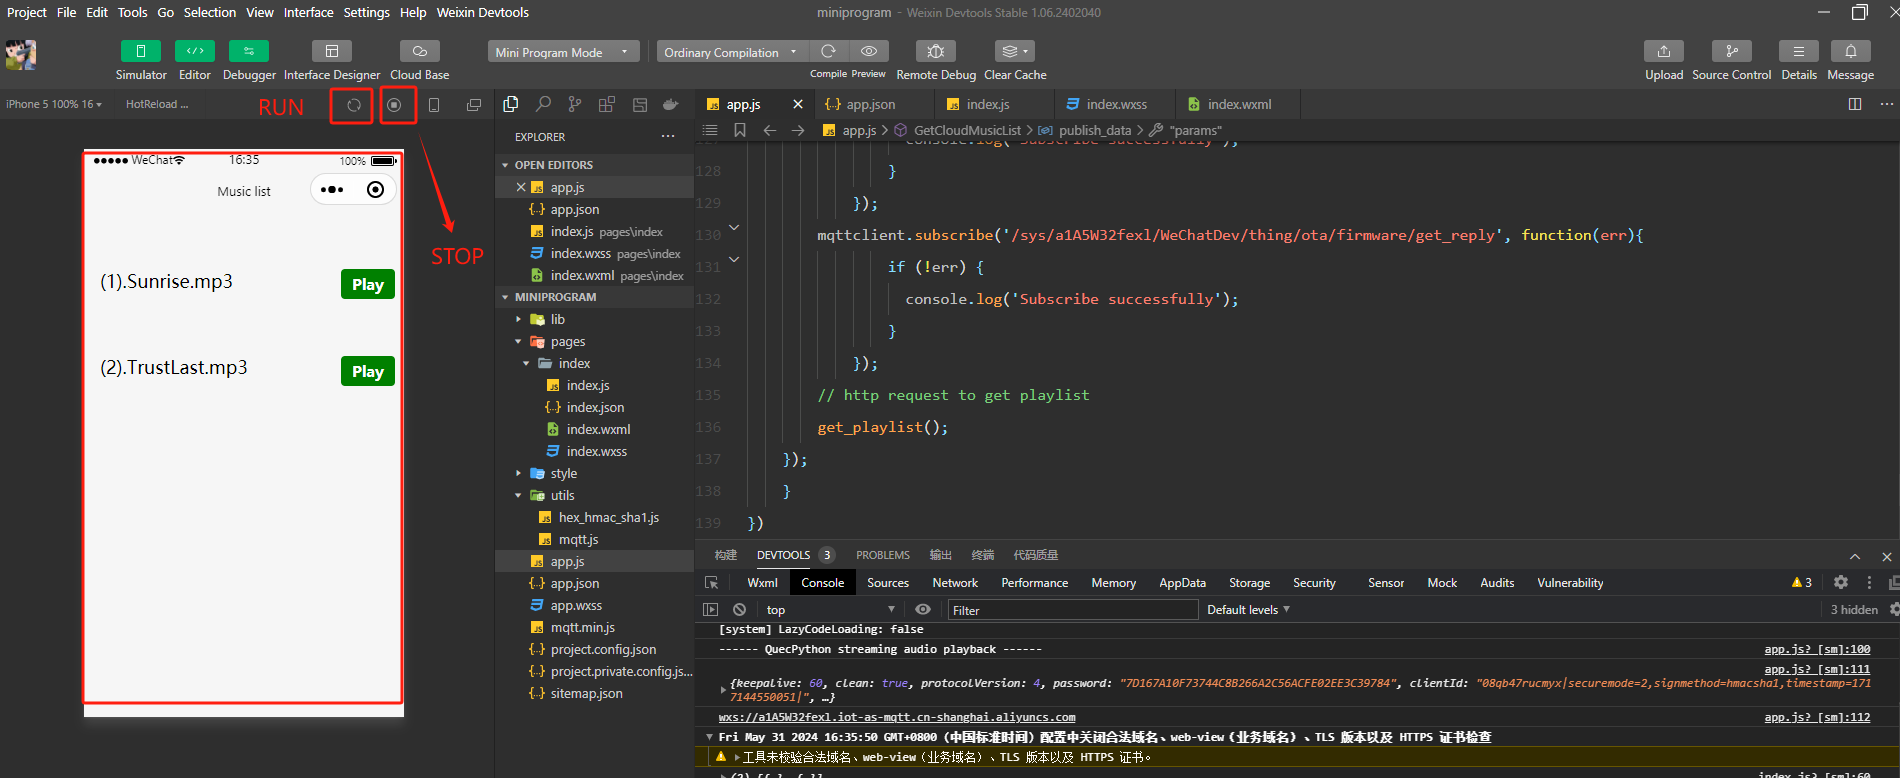 Project File Edit Tools Go Selection View Interface Settings Help Weixin Devtools
miniprogram - Weixin Devtools Stable 1.06.2402040
Mini Program Mode
Ordinary Compilation
Simulator Editor Debugger Interface Designer Cloud Base
Compile Preview Remote Debug Clear Cache
Upload Source Control Details Message
iPhone 5 100% 16
HotReload ...
RUN
STOP
WeChat
16:35
100%
Music list
(1).Sunrise.mp3
Play
(2).TrustLast.mp3
Play
EXPLORER
OPEN EDITORS
app.js
app.json
index.js pages\index
index.wxss pages\index
index.wxml pages\index
MINIPROGRAM
lib
pages
index
index.js
index.json
index.wxml
index.wxss
style
utils
hex_hmac_sha1.js
mqtt.js
app.js
app.json
app.wxss
mqtt.min.js
project.config.json
project.private.config.js...
sitemap.json
app.js app.json index.js index.wxss index.wxml
app.js > GetCloudMusicList > publish_data > "params"
127 console.log('Subscribe successfully');
128 }
129 });
130 mqttclient.subscribe('/sys/a1A5W32fexl/WeChatDev/thing/ota/firmware/get_reply', function(err){
131 if (!err) {
132 console.log('Subscribe successfully');
133 }
134 });
135 // http request to get playlist
136 get_playlist();
137 });
138 }
139 })
构建 DEVTOOLS 3 PROBLEMS 输出 终端 代码质量
Wxml Console Sources Network Performance Memory AppData Storage Security Sensor Mock Audits Vulnerability 3
top Filter Default levels 3 hidden
[system] LazyCodeLoading: false
------ QuecPython streaming audio playback ------ app.js? [sm]:100
app.js? [sm]:111
{keepalive: 60, clean: true, protocolVersion: 4, password: "7D167A10F73744C8B266A2C56ACFE02EE3C39784", clientId: "08qb47rucmyx|securemode=2,signmethod=hmacsha1,timestamp=171
7144550051|", …}
wxs://a1A5W32fexl.iot-as-mqtt.cn-shanghai.aliyuncs.com app.js? [sm]:112
Fri May 31 2024 16:35:50 GMT+0800 (中国标准时间) 配置中关闭合法域名、web-view（业务域名）、TLS 版本以及 HTTPS 证书检查
工具未校验合法域名、web-view（业务域名）、TLS 版本以及 HTTPS 证书。
(2) [{…}, {…}] index.js? [sm]:60